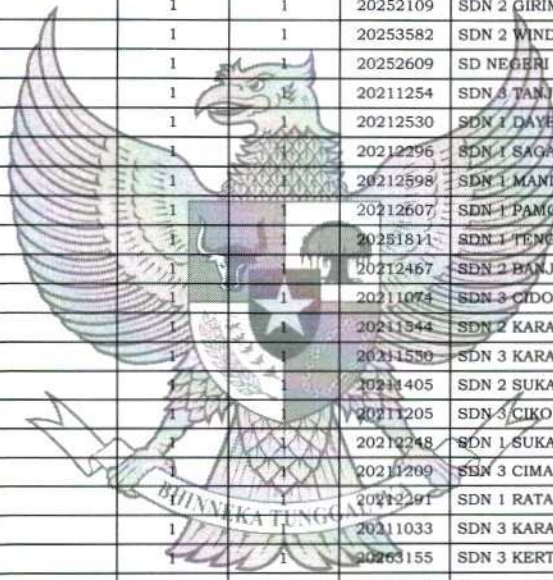 1 1 20252109 SDN 2 GIRIM
1 1 20253582 SDN 2 WIND
1 1 20252609 SD NEGERI
1 1 20211254 SDN 3 TANJ
1 1 20212530 SDN 1 DAYE
1 1 20212296 SDN 1 SAGA
1 1 20212598 SDN 1 MAND
1 1 20212607 SDN 1 PAMO
1 1 20251811 SDN 1 TENG
1 1 20212467 SDN 2 BANJ
1 1 20211074 SDN 3 CIDO
1 1 20211544 SDN 2 KARA
1 1 20211550 SDN 3 KARA
1 1 20211405 SDN 2 SUKA
1 1 20211205 SDN 3 CIKO
1 1 20212248 SDN 1 SUKA
1 1 20211209 SDN 3 CIMA
1 1 20212291 SDN 1 RATA
1 1 20211033 SDN 3 KARA
1 1 20263155 SDN 3 KERT
BHINNEKA TUNGGAL